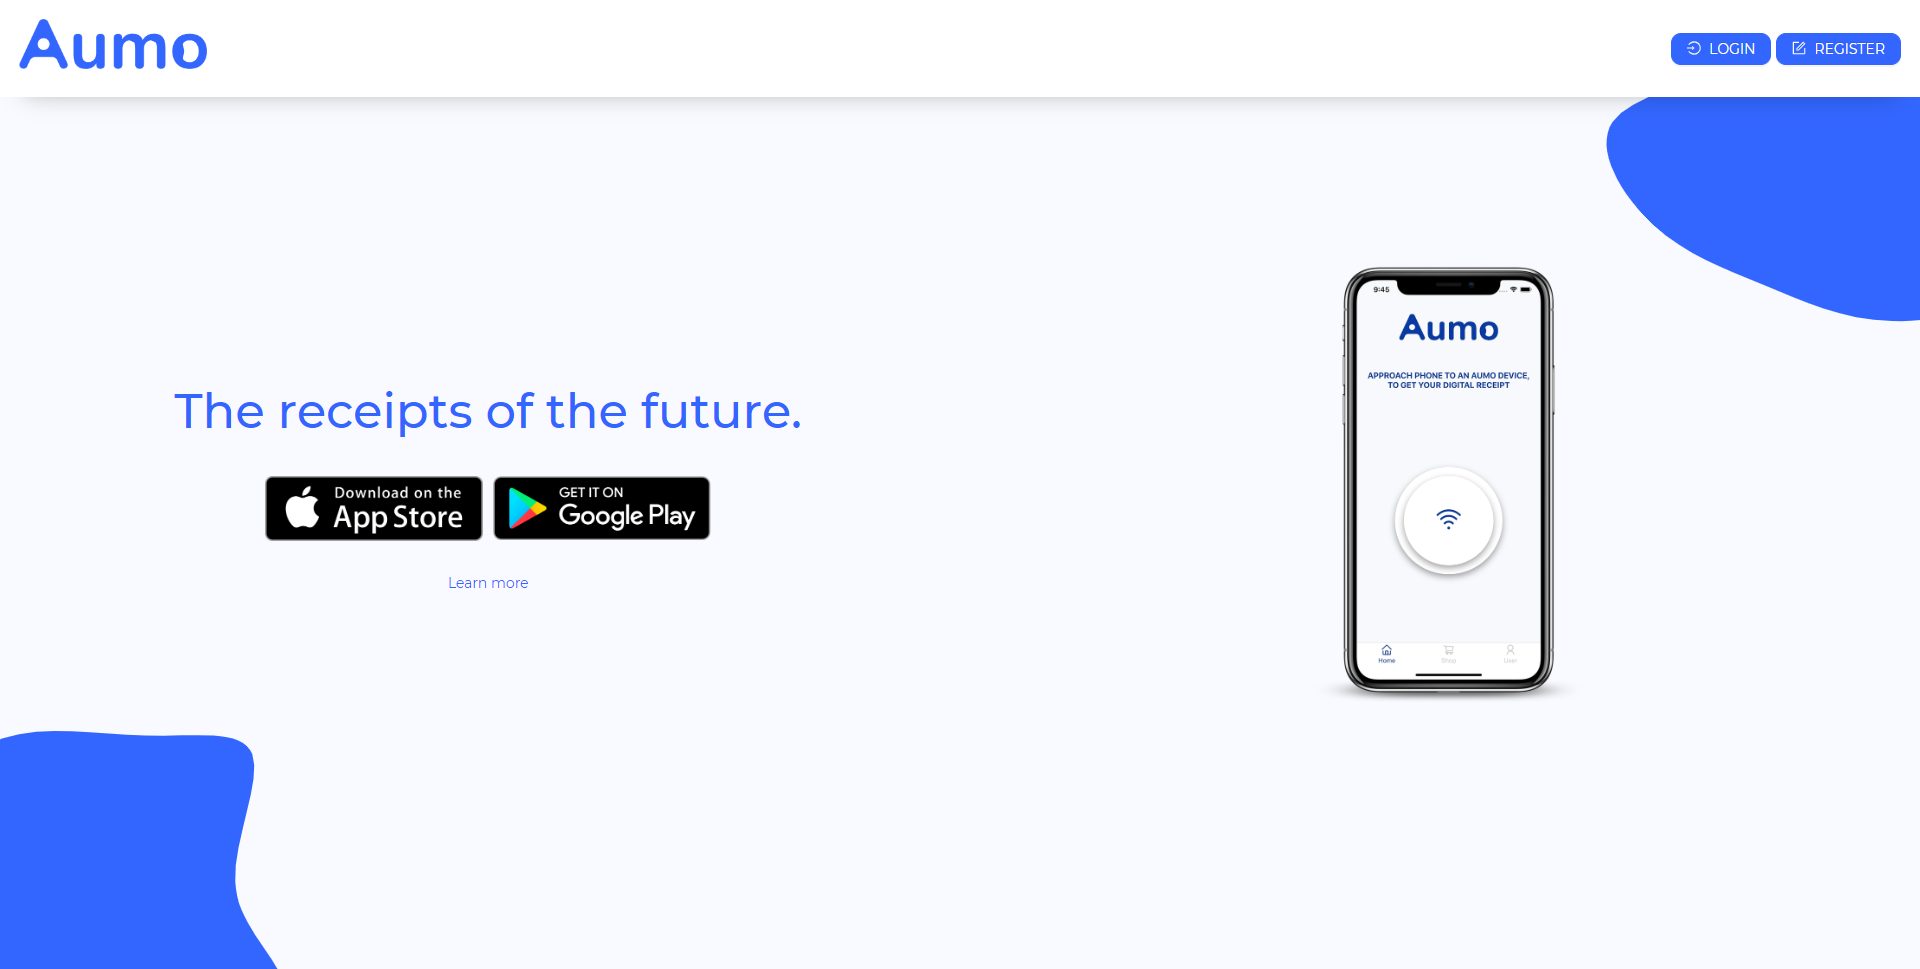 Aumo
LOGIN
REGISTER
The receipts of the future.
Download on the
App Store
GET IT ON
Google Play
Learn more
9:45
Aumo
APPROACH PHONE TO AN AUMO DEVICE,
TO GET YOUR DIGITAL RECEIPT
Home
Shop
User